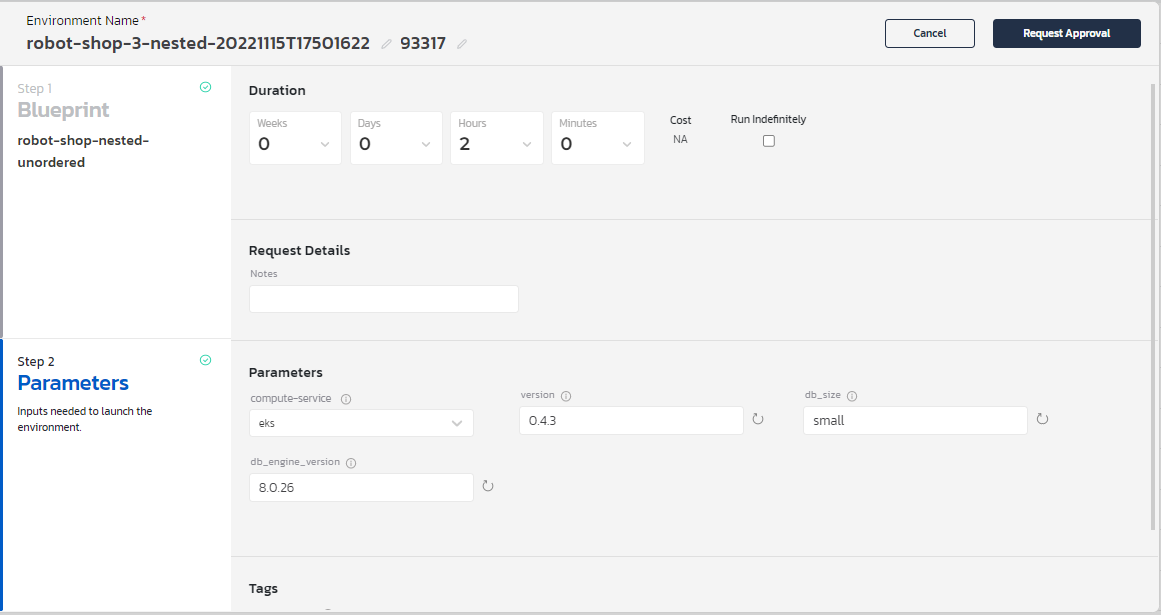 Environment Name*
robot-shop-3-nested-20221115T17501622 93317
Cancel
Request Approval
Step 1
Blueprint
robot-shop-nested-
unordered
Duration
Weeks
0
Days
0
Hours
2
Minutes
0
Cost
NA
Run Indefinitely
Request Details
Notes
Step 2
Parameters
Inputs needed to launch the
environment.
Parameters
compute-service
eks
version
0.4.3
db_size
small
db_engine_version
8.0.26
Tags